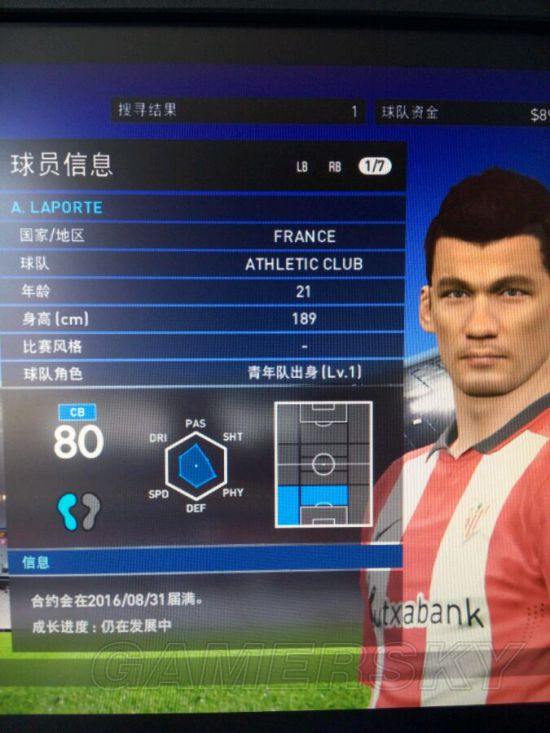 搜寻结果 1 球队资金 $89
球员信息 LB RB 1/7
A. LAPORTE
国家/地区 FRANCE
球队 ATHLETIC CLUB
年龄 21
身高(cm) 189
比赛风格 -
球队角色 青年队出身(Lv.1)
CB
80
PAS
DRI SHT
SPD PHY
DEF
信息
合约会在2016/08/31届满。
成长进度:仍在发展中
utxabank
GAMERSKY